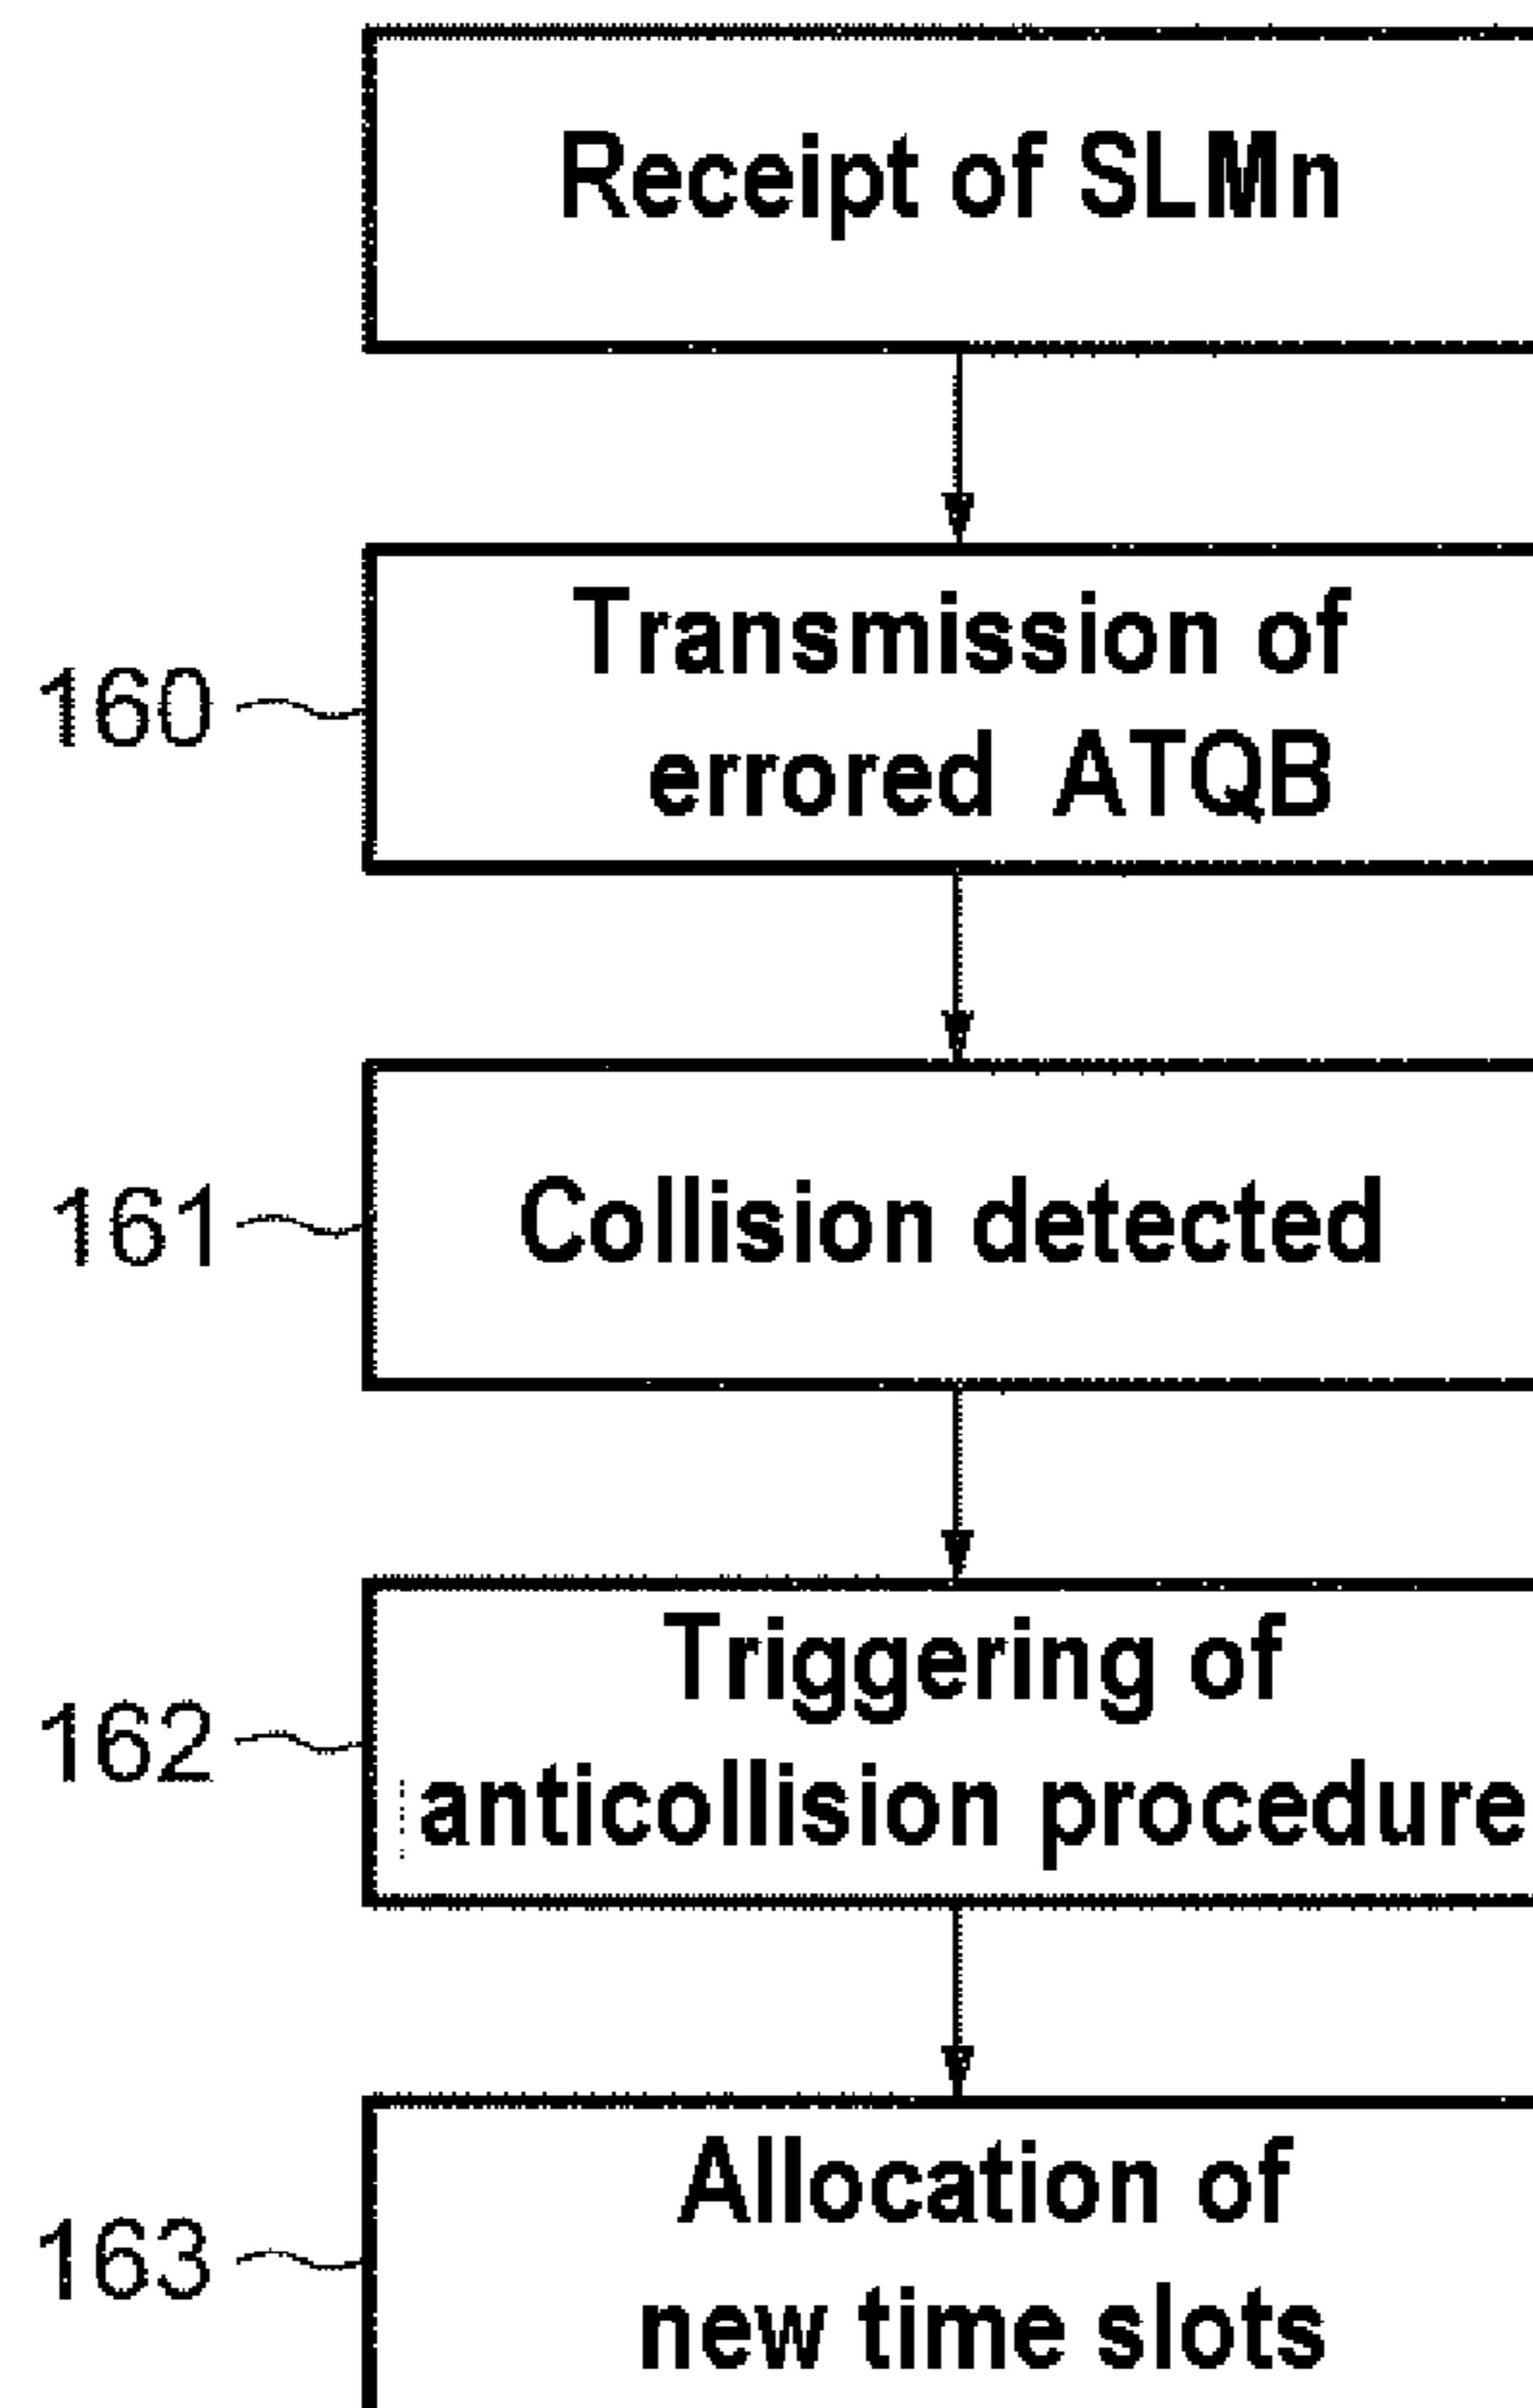 Receipt of SLMn
Transmission of
160
errored ATQB
161
Collision detected
Triggering of
162
anticollision procedure
Allocation of
163
new time slots